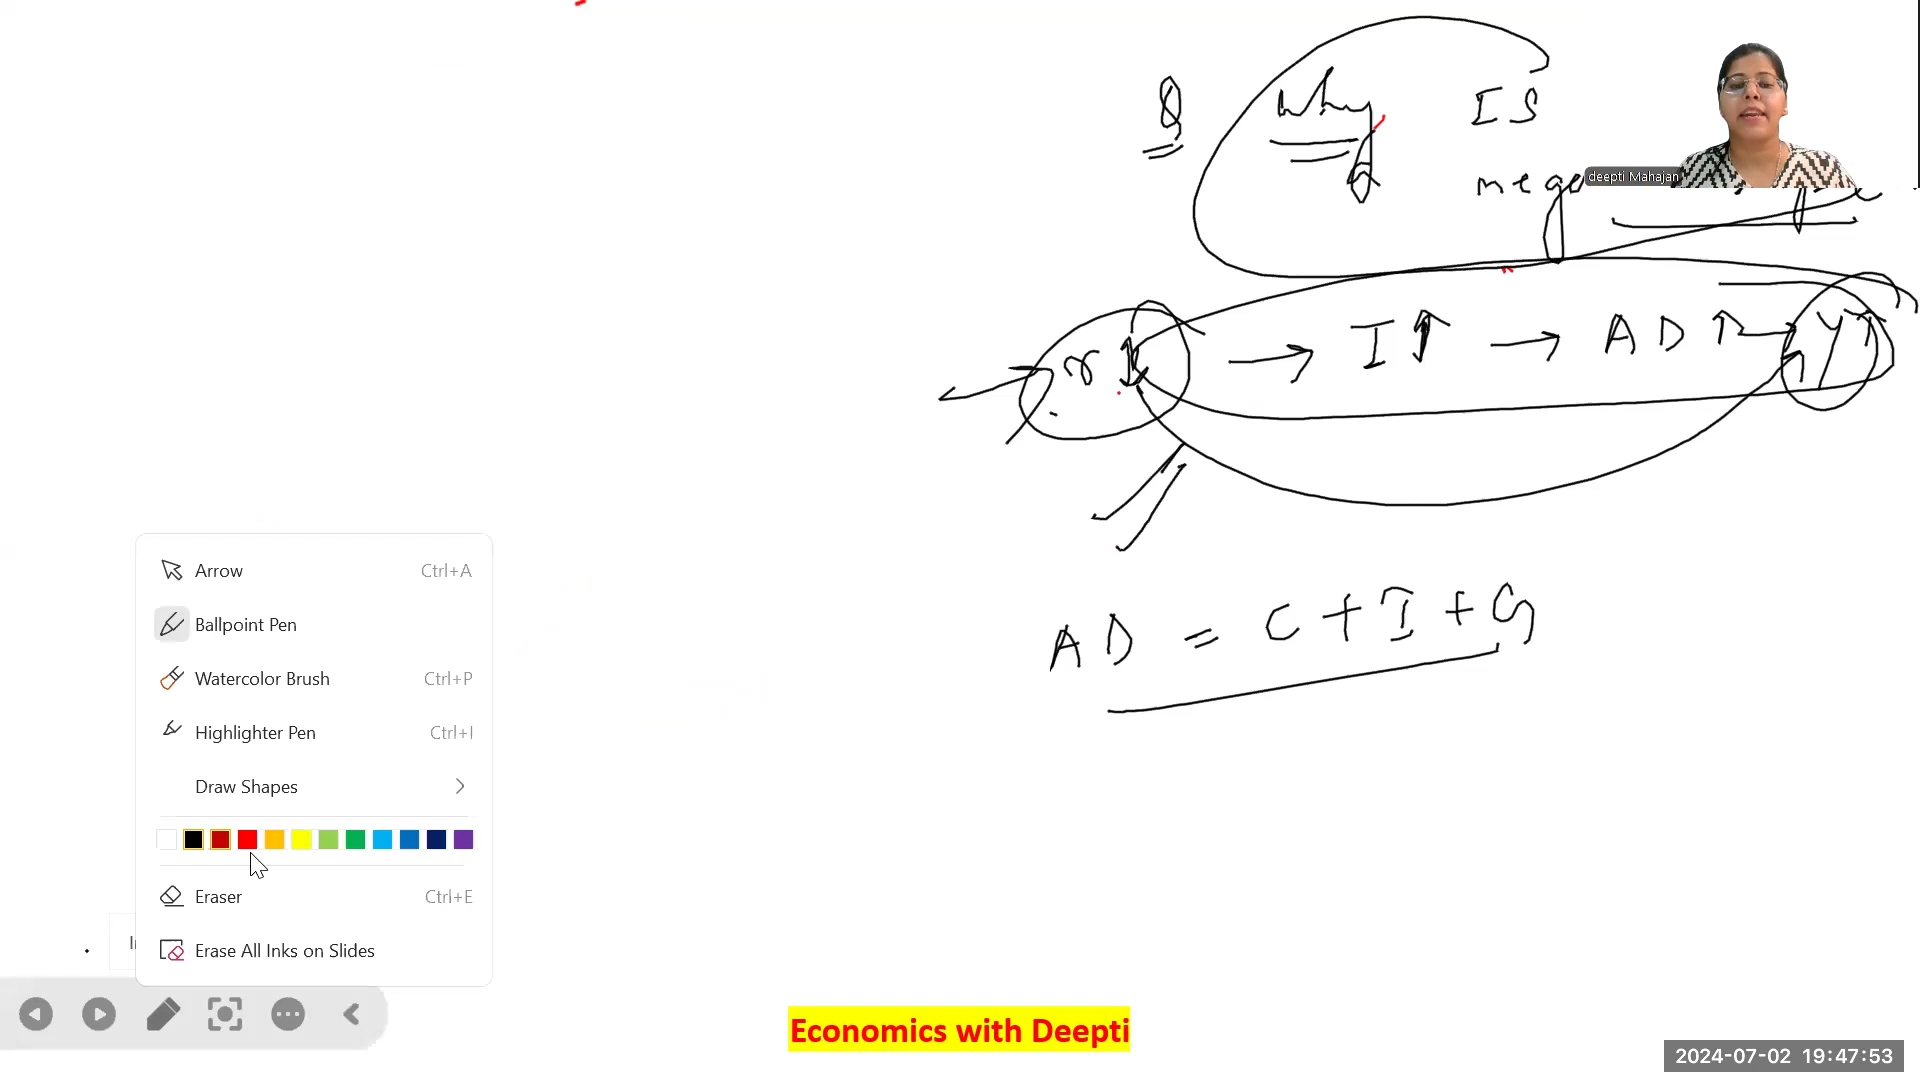 Q Why IS
neg
deepti Mahajan
r↓ → I↑ → AD↑ → Y↑
AD = C + I + G
Arrow Ctrl+A
Ballpoint Pen
Watercolor Brush Ctrl+P
Highlighter Pen Ctrl+I
Draw Shapes
Eraser Ctrl+E
Erase All Inks on Slides
Economics with Deepti
2024-07-02 19:47:53